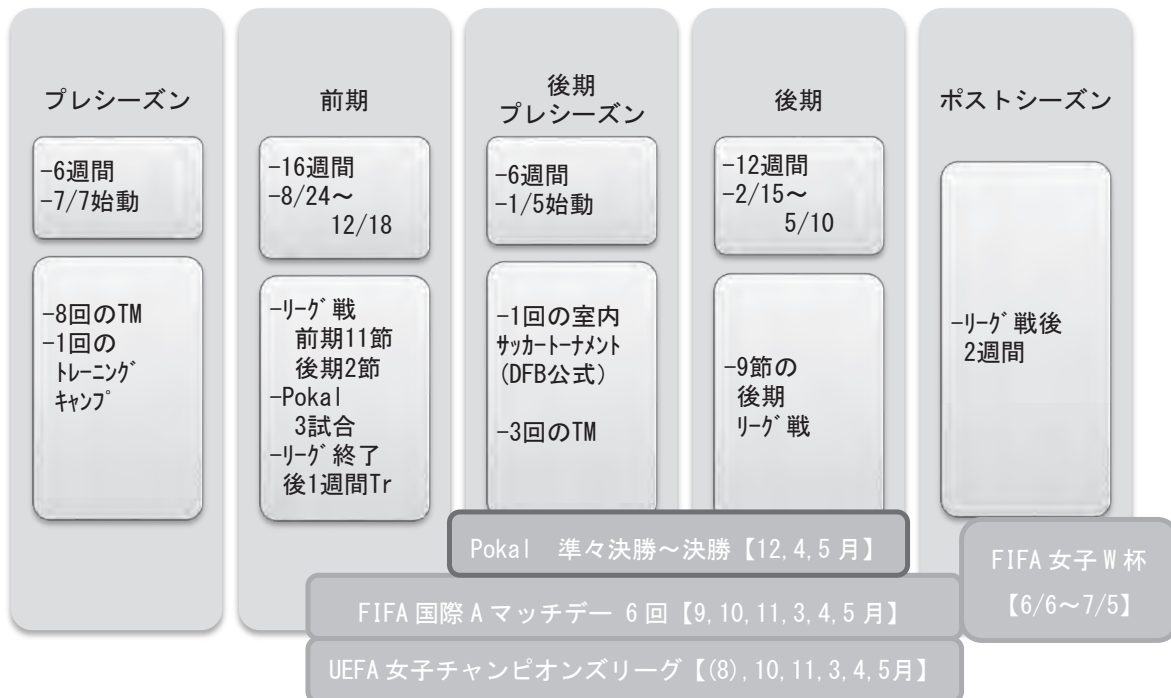 プレシーズン
-6週間
-7/7始動
-8回のTM
-1回の
ﾄﾚｰﾆﾝｸﾞ
ｷｬﾝﾌﾟ
前期
-16週間
-8/24～
12/18
-ﾘｰｸﾞ戦
前期11節
後期2節
-Pokal
3試合
-ﾘｰｸﾞ終了
後1週間Tr
後期
プレシーズン
-6週間
-1/5始動
-1回の室内
ｻｯｶｰﾄｰﾅﾒﾝﾄ
(DFB公式)
-3回のTM
後期
-12週間
-2/15～
5/10
-9節の
後期
ﾘｰｸﾞ戦
ポストシーズン
-ﾘｰｸﾞ戦後
2週間
Pokal 準々決勝～決勝【12,4,5月】
FIFA国際Aマッチデー 6回【9,10,11,3,4,5月】
UEFA女子チャンピオンズリーグ【(8),10,11,3,4,5月】
FIFA女子W杯
【6/6～7/5】